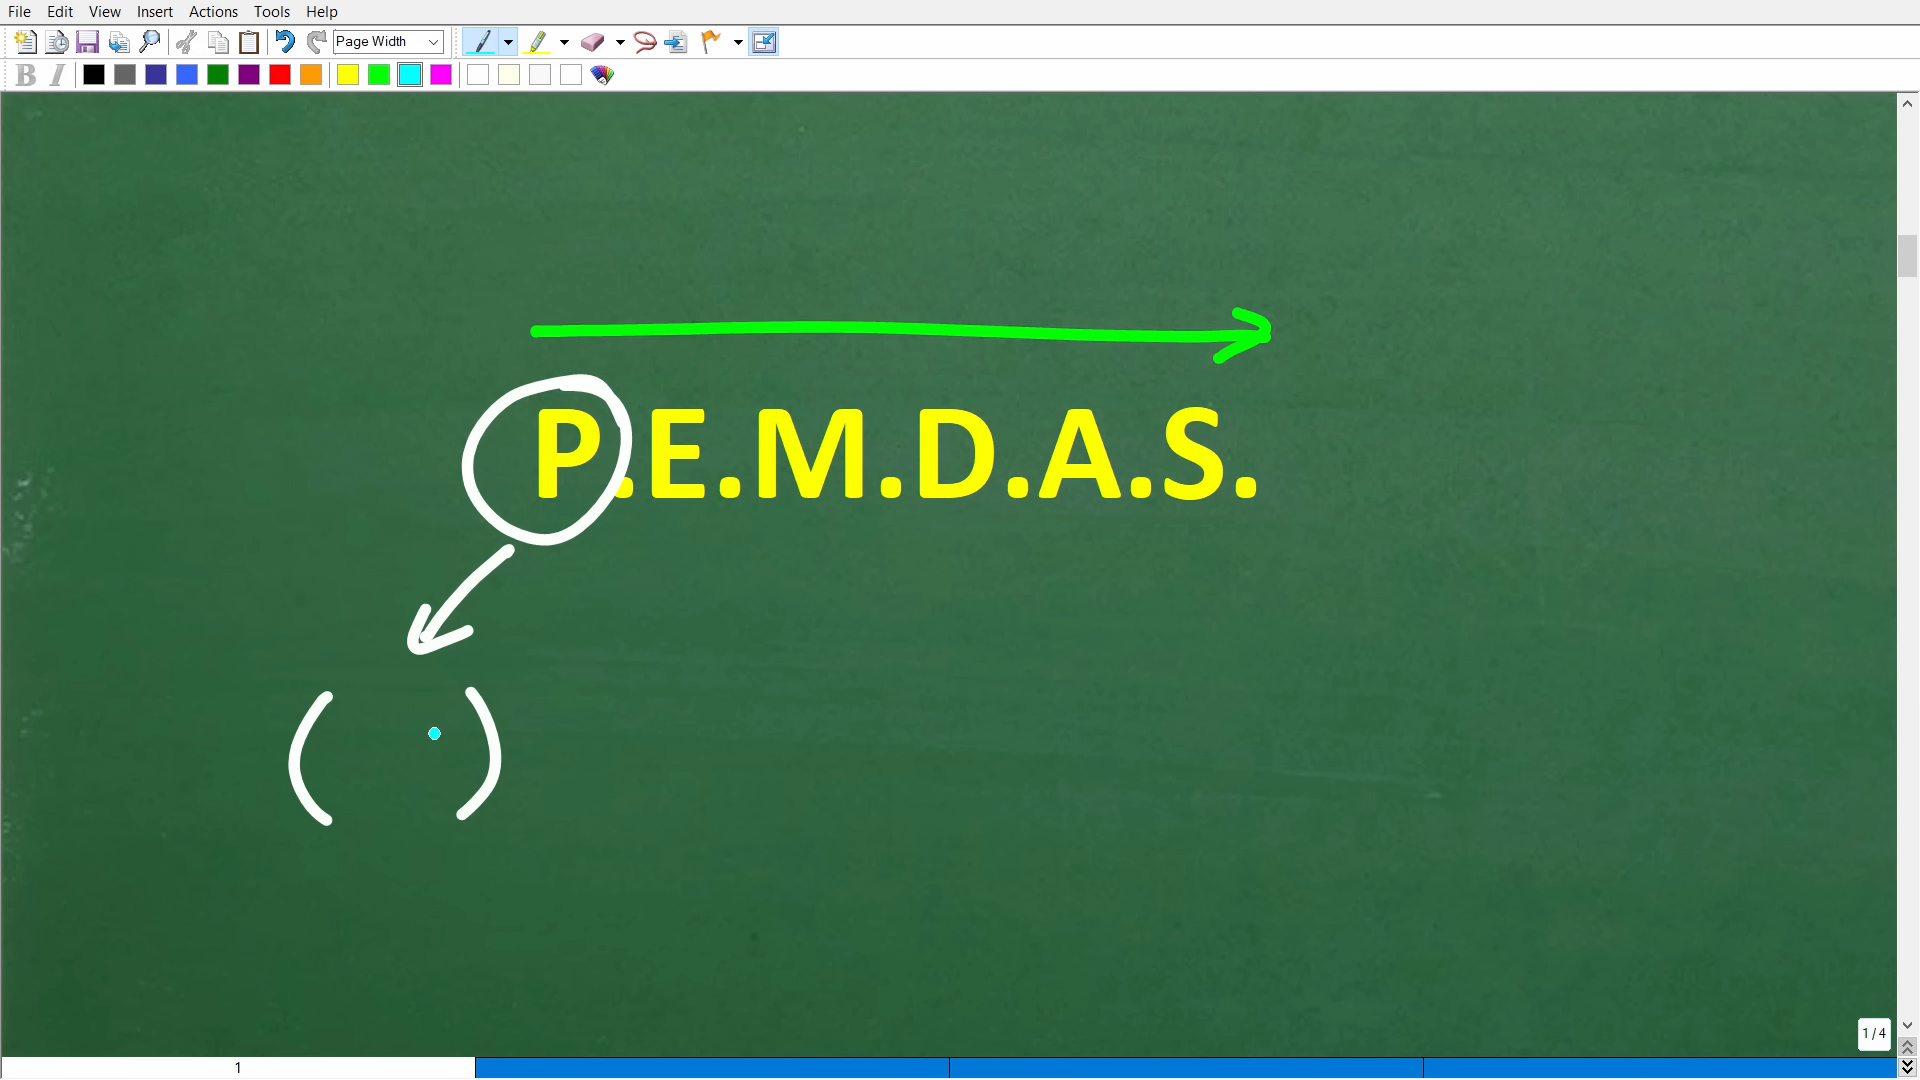 File Edit View Insert Actions Tools Help
Page Width
B I
P.E.M.D.A.S.
( )
1 / 4
1